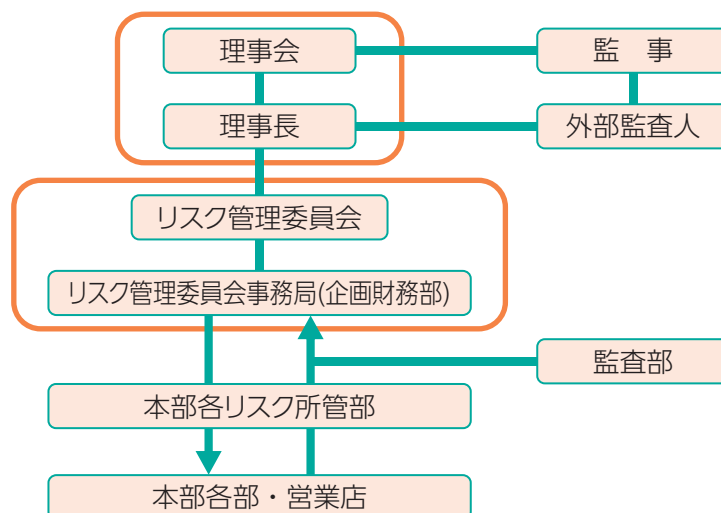 理事会
監　事
理事長
外部監査人
リスク管理委員会
リスク管理委員会事務局(企画財務部)
監査部
本部各リスク所管部
本部各部・営業店